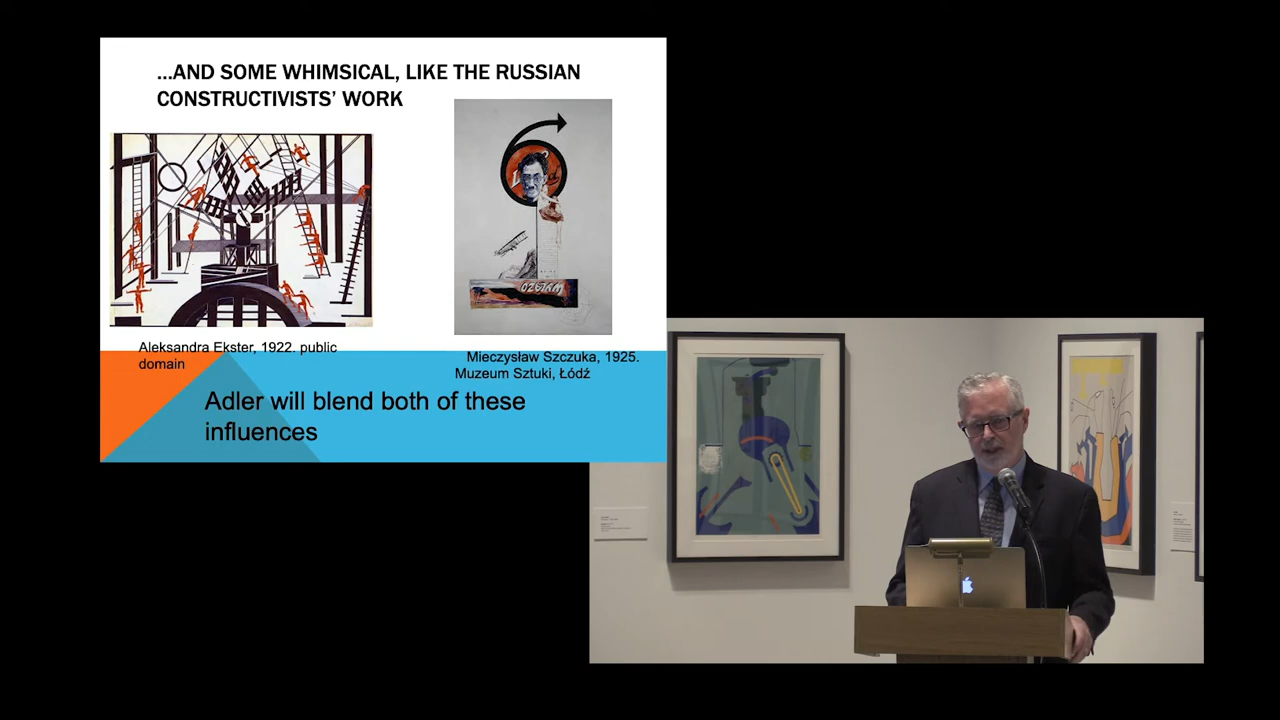 ...AND SOME WHIMSICAL, LIKE THE RUSSIAN
CONSTRUCTIVISTS' WORK
Aleksandra Ekster, 1922. public
domain
Mieczysław Szczuka, 1925.
Muzeum Sztuki, Łódź
Adler will blend both of these
influences